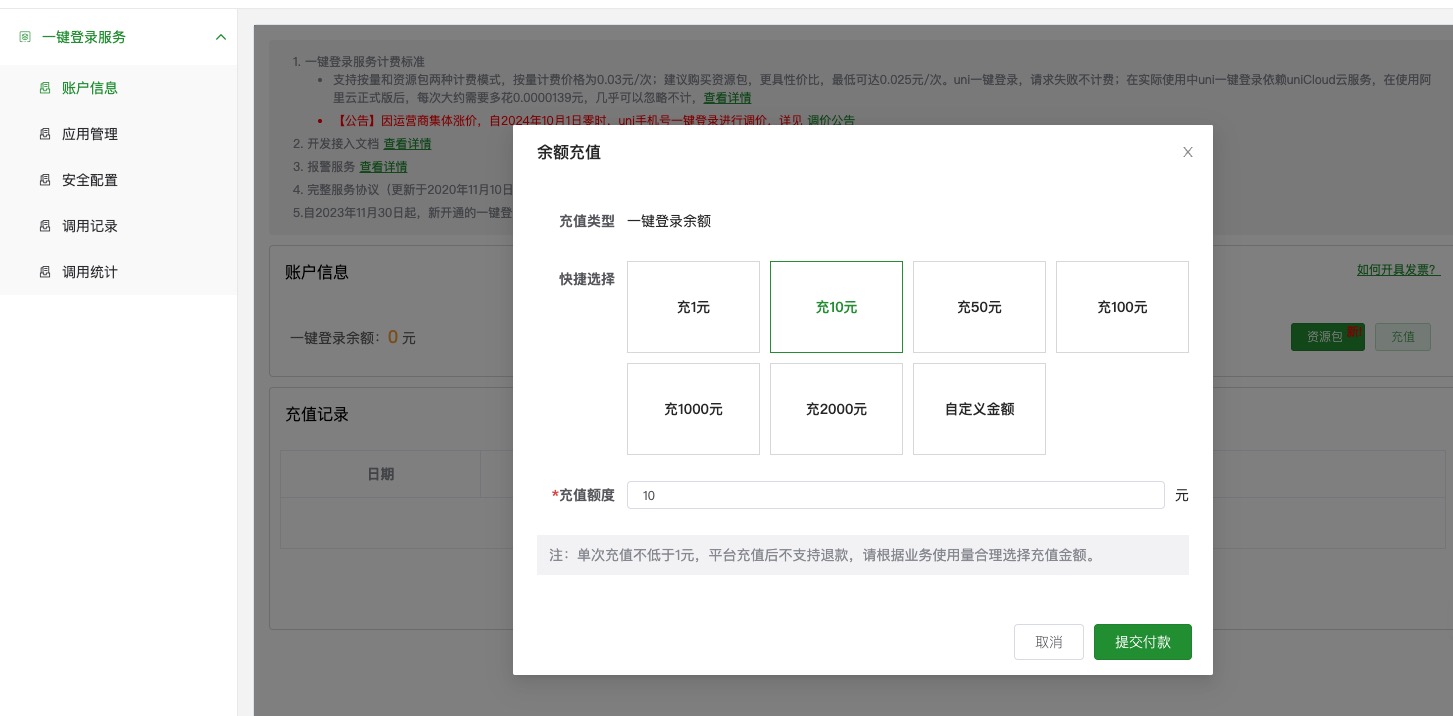 一键登录服务
账户信息
应用管理
安全配置
调用记录
调用统计
1. 一键登录服务计费标准
支持按量和资源包两种计费模式，按量计费价格为0.03元/次；建议购买资源包，更具性价比，最低可达0.025元/次。uni一键登录，请求失败不计费；在实际使用中uni一键登录依赖uniCloud云服务，在使用阿
里云正式版后，每次大约需要多花0.0000139元，几乎可以忽略不计，查看详情
【公告】因运营商集体涨价，自2024年10月1日零时，uni手机号一键登录进行调价，详见 调价公告
2. 开发接入文档 查看详情
3. 报警服务 查看详情
4. 完整服务协议（更新于2020年11月10日
5.自2023年11月30日起，新开通的一键登
账户信息
如何开具发票？
一键登录余额：0 元
资源包
充值
充值记录
日期
余额充值
充值类型 一键登录余额
快捷选择
充1元
充10元
充50元
充100元
充1000元
充2000元
自定义金额
*充值额度 10 元
注：单次充值不低于1元，平台充值后不支持退款，请根据业务使用量合理选择充值金额。
取消
提交付款